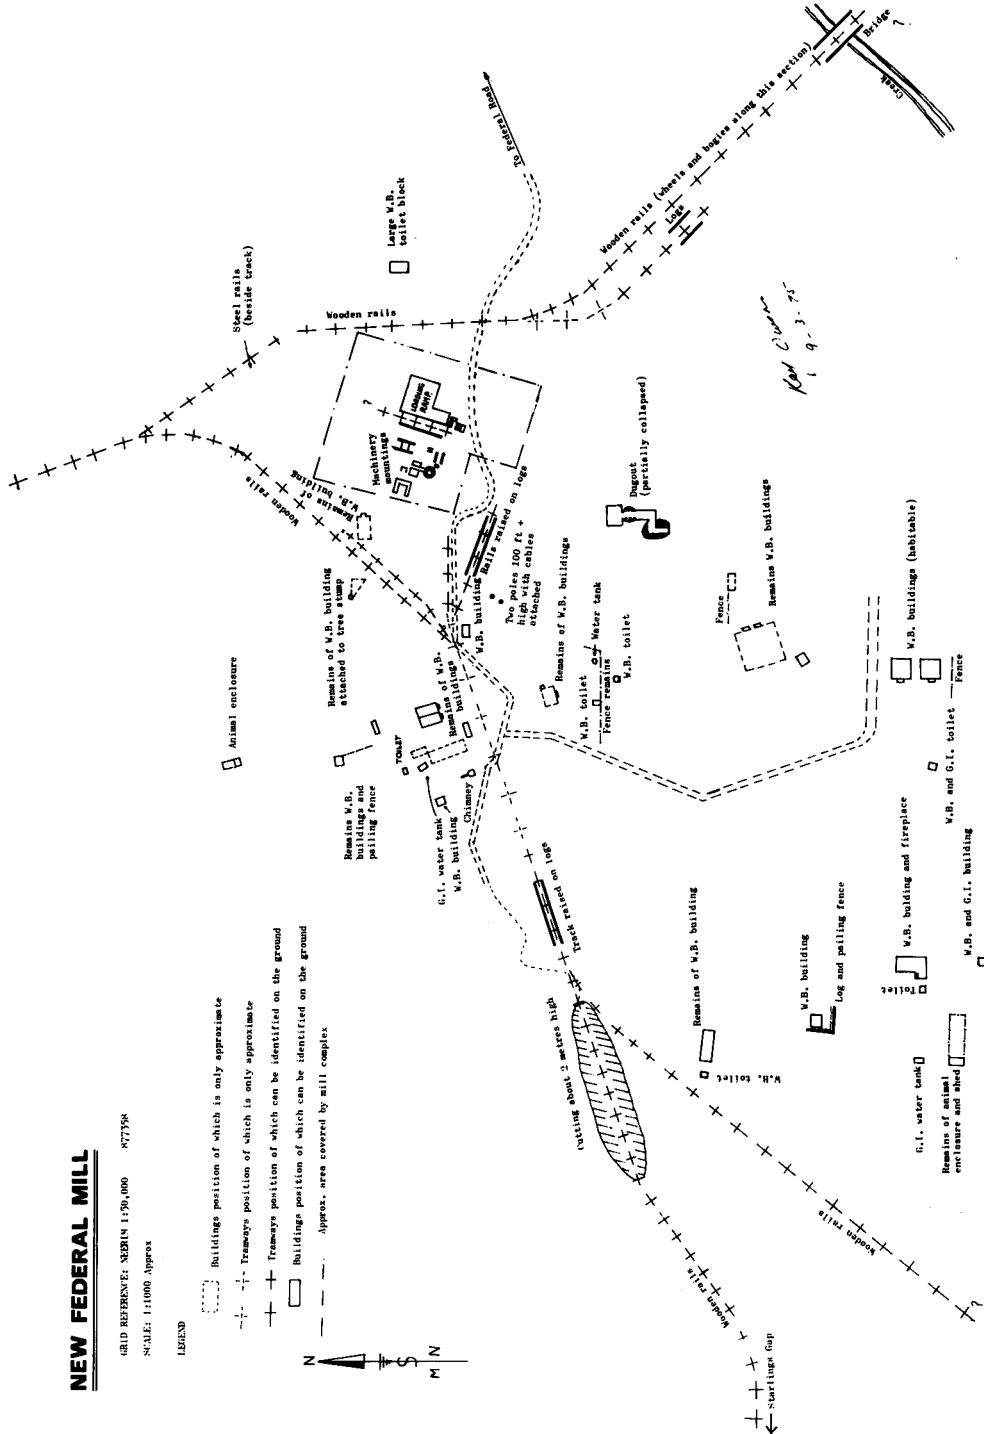 NEW FEDERAL MILL
GRID REFERENCE: NEERIM 1:50,000 877358
SCALE: 1:1000 Approx
LEGEND
Buildings position of which is only approximate
Tramways position of which is only approximate
Tramways position of which can be identified on the ground
Buildings position of which can be identified on the ground
Approx. area covered by mill complex
N
S
M N
Steel rails
(beside track)
Wooden rails
Large W.B.
toilet block
To Federal Road
Wooden rails (wheels and bogies along this section)
Logs
Bridge
?
Creek
Wooden rails
Remains of
W.B. building
Machinery
mountings
LOADING
RAMP
?
Rails raised on logs
Two poles 100 ft +
high with cables
attached
W.B. building
Remains of W.B. building
attached to tree stump
Animal enclosure
Remains W.B.
buildings and
pailing fence
TOILET
Remains of W.B.
buildings
G.I. water tank
W.B. building
Chimney
Remains of W.B. buildings
W.B. toilet
Water tank
Fence remains
W.B. toilet
Dugout
(partially collapsed)
Fence
Remains W.B. buildings
W.B. buildings (habitable)
Fence
W.B. and G.I. toilet
Track raised on logs
Cutting about 2 metres high
Remains of W.B. building
W.B. toilet
W.B. building
Log and pailing fence
W.B. bulding and fireplace
Toilet
W.B. and G.I. building
G.I. water tank
Remains of animal
enclosure and shed
Wooden rails
?
Wooden rails
Starlings Gap
9-3-75